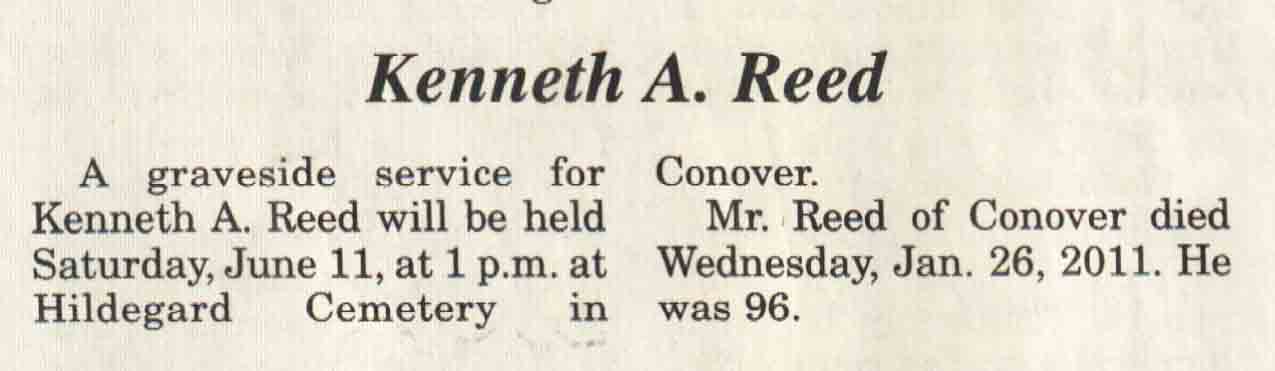 Kenneth A. Reed
A graveside service for
Kenneth A. Reed will be held
Saturday, June 11, at 1 p.m. at
Hildegard Cemetery in
Conover.
Mr. Reed of Conover died
Wednesday, Jan. 26, 2011. He
was 96.